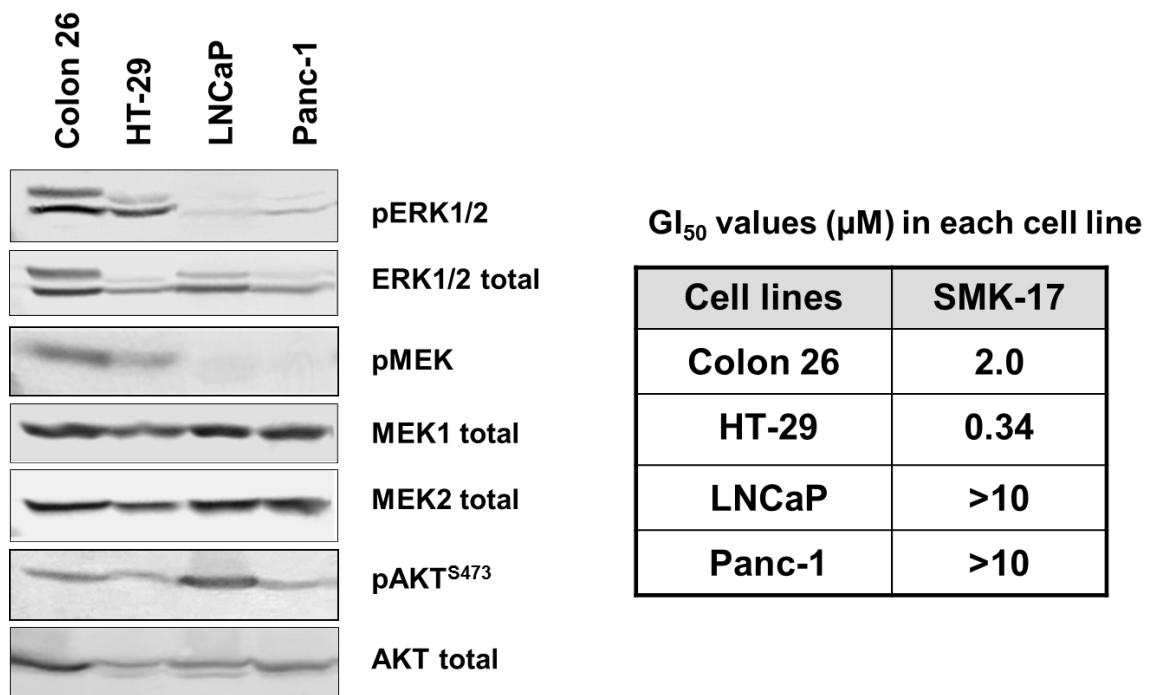 Colon 26
HT-29
LNCaP
Panc-1
pERK1/2
ERK1/2 total
pMEK
MEK1 total
MEK2 total
pAKTS473
AKT total
GI50 values (µM) in each cell line
Cell lines SMK-17
Colon 26 2.0
HT-29 0.34
LNCaP >10
Panc-1 >10